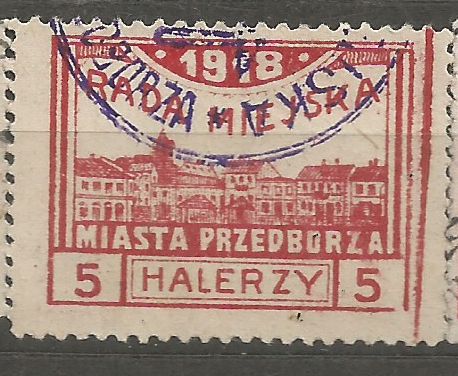 1918
RADA MIEJSKA
MIASTA PRZEDBORZA
5 HALERZY 5